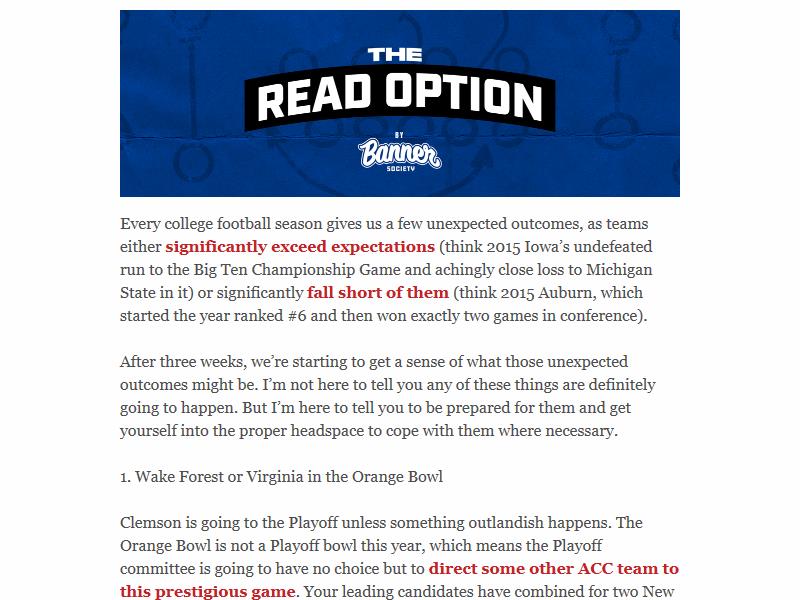 THE
READ OPTION
BY
Banner
SOCIETY
Every college football season gives us a few unexpected outcomes, as teams
either significantly exceed expectations (think 2015 Iowa’s undefeated
run to the Big Ten Championship Game and achingly close loss to Michigan
State in it) or significantly fall short of them (think 2015 Auburn, which
started the year ranked #6 and then won exactly two games in conference).
After three weeks, we’re starting to get a sense of what those unexpected
outcomes might be. I’m not here to tell you any of these things are definitely
going to happen. But I’m here to tell you to be prepared for them and get
yourself into the proper headspace to cope with them where necessary.
1. Wake Forest or Virginia in the Orange Bowl
Clemson is going to the Playoff unless something outlandish happens. The
Orange Bowl is not a Playoff bowl this year, which means the Playoff
committee is going to have no choice but to direct some other ACC team to
this prestigious game. Your leading candidates have combined for two New